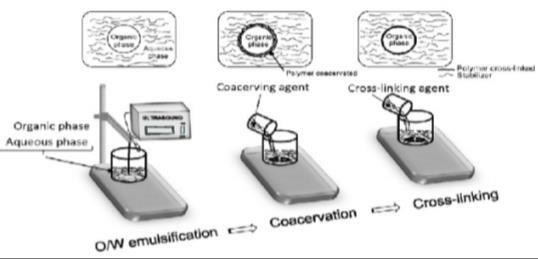 Organic
phase
Aqueous
phase
Organic
phase
Polymer coacervated
Organic
phase
Polymer cross-linked
Stabilizer
Coacerving agent
Cross-linking agent
ULTRASOUND
Organic phase
Aqueous phase
O/W emulsification
Coacervation
Cross-linking